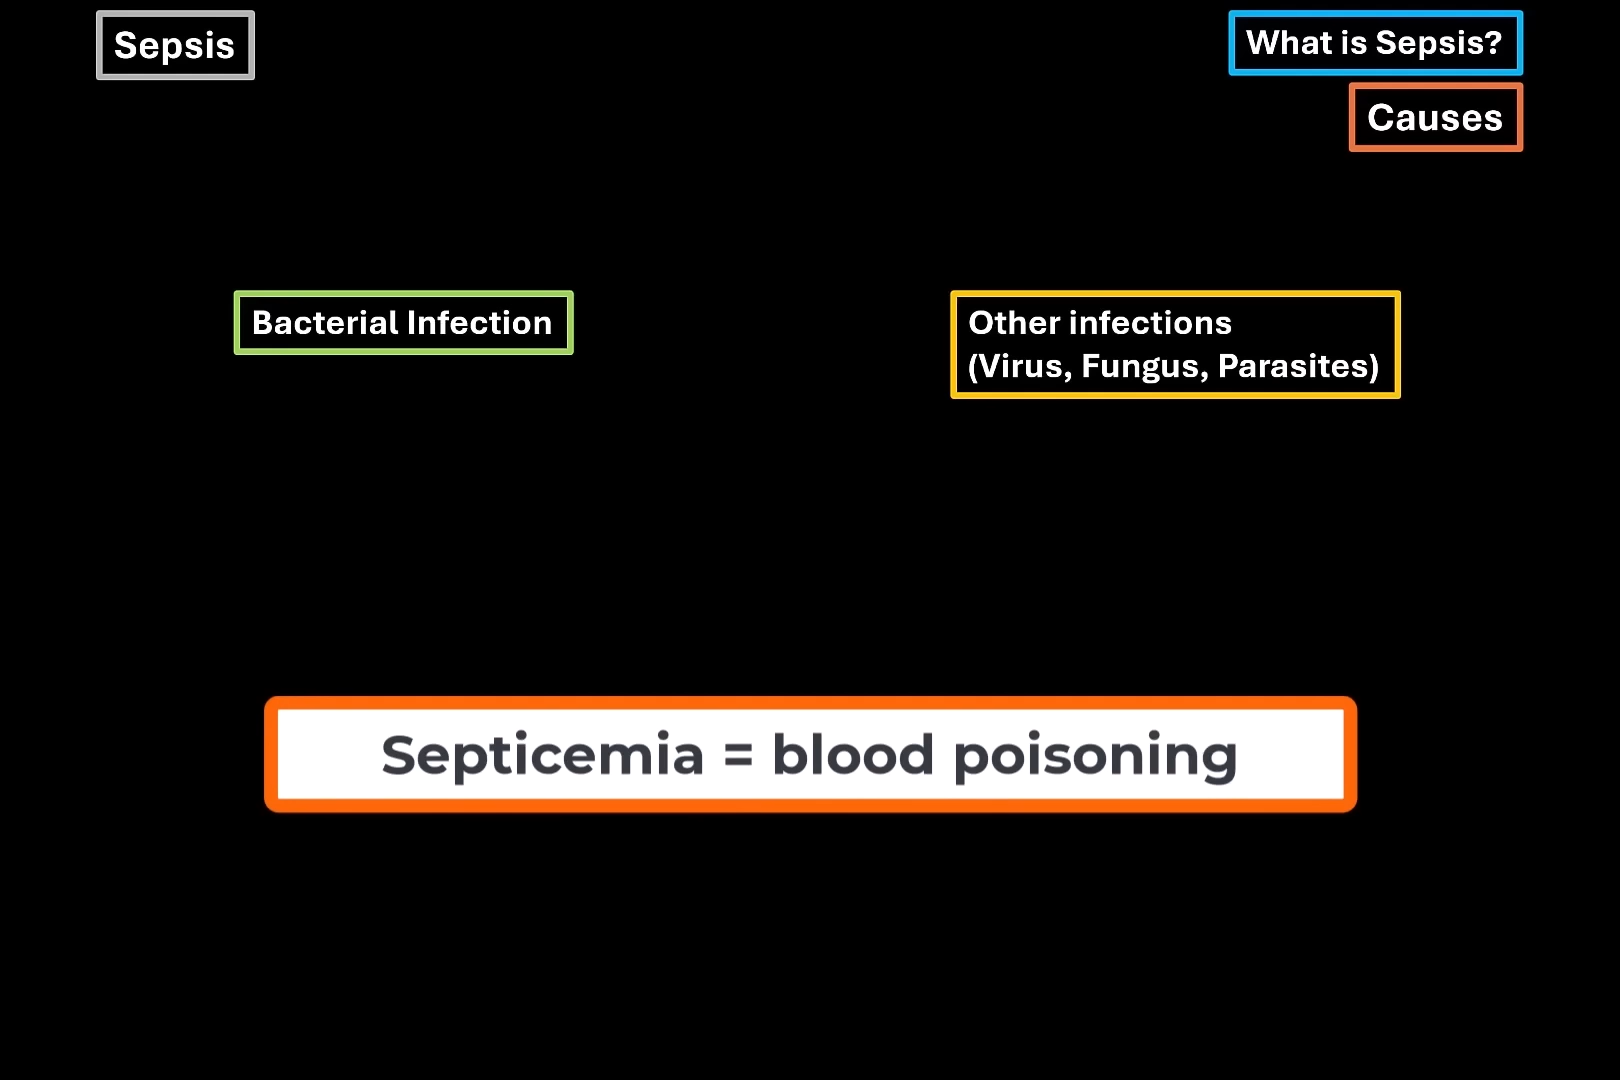 Sepsis
What is Sepsis?
Causes
Bacterial Infection
Other infections
(Virus, Fungus, Parasites)
Septicemia = blood poisoning